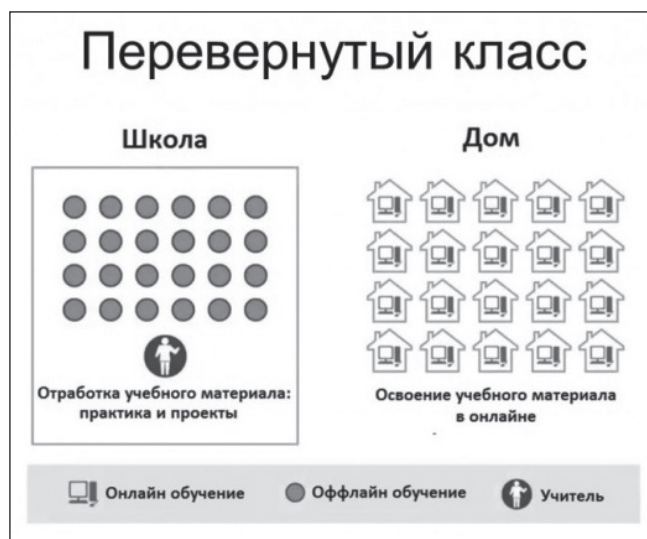 Перевернутый класс
Школа
Дом
Отработка учебного материала:
практика и проекты
Освоение учебного материала
в онлайне
Онлайн обучение
Оффлайн обучение
Учитель